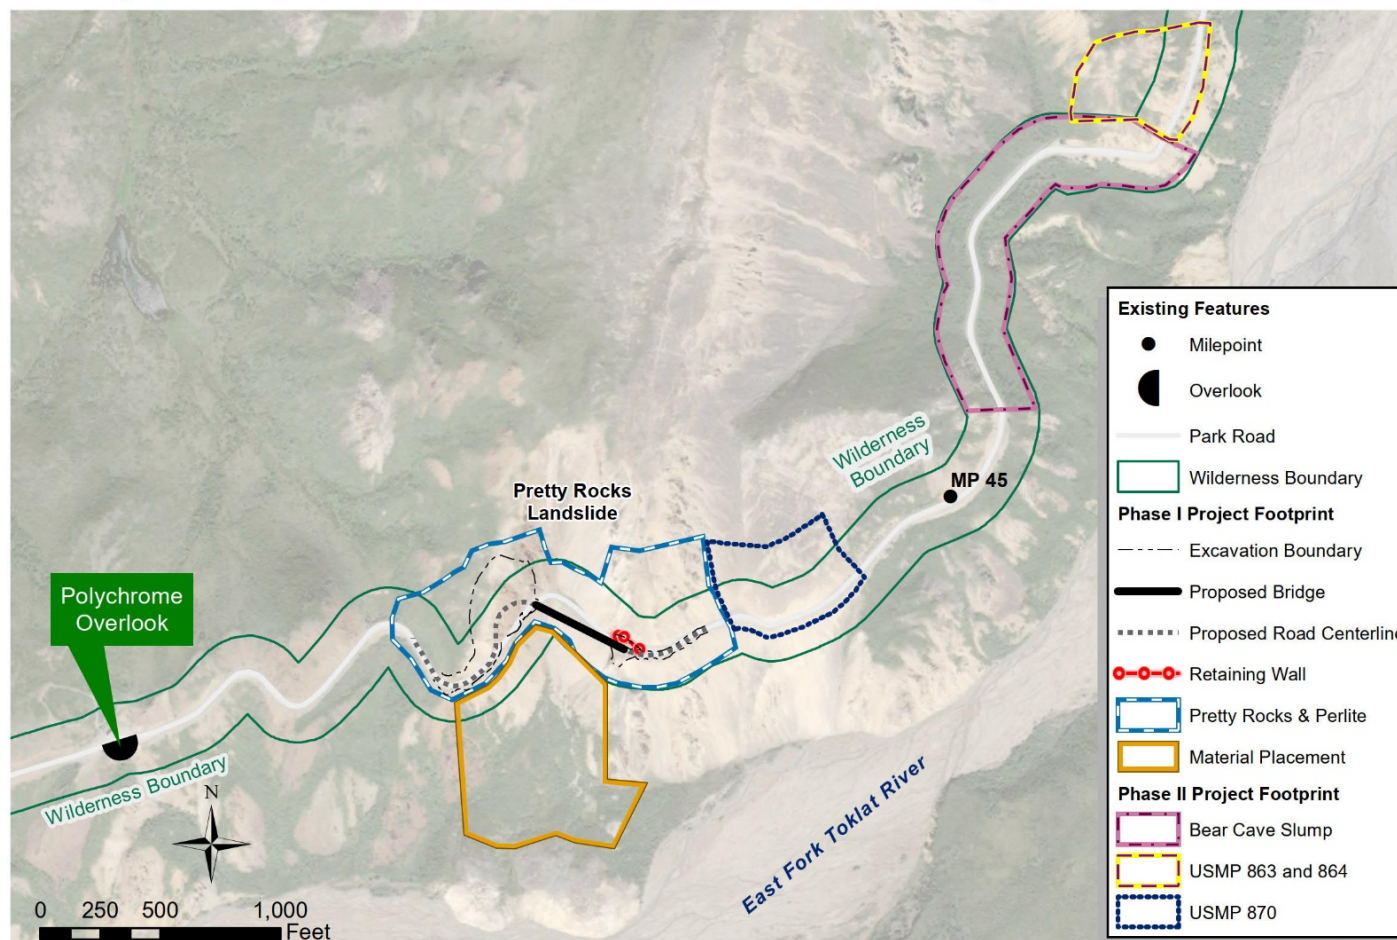 Wilderness
Boundary
MP 45
Pretty Rocks
Landslide
Polychrome
Overlook
Wilderness Boundary
East Fork Toklat River
N
0 250 500 1,000
Feet
Existing Features
Milepoint
Overlook
Park Road
Wilderness Boundary
Phase I Project Footprint
Excavation Boundary
Proposed Bridge
Proposed Road Centerline
Retaining Wall
Pretty Rocks & Perlite
Material Placement
Phase II Project Footprint
Bear Cave Slump
USMP 863 and 864
USMP 870